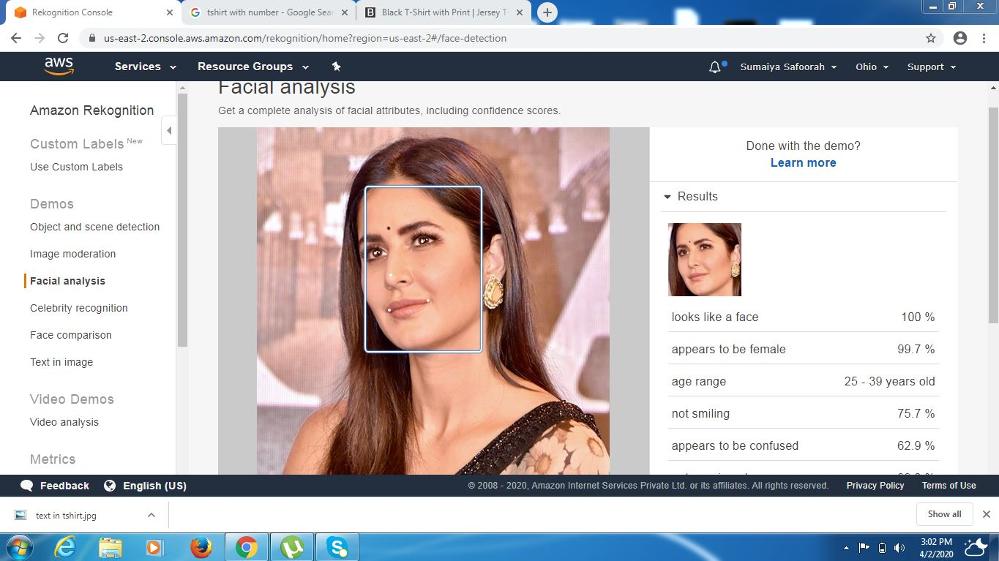 Rekognition Console
tshirt with number - Google Sear
Black T-Shirt with Print | Jersey T-
us-east-2.console.aws.amazon.com/rekognition/home?region=us-east-2#/face-detection
aws
Services
Resource Groups
Sumaiya Safoorah
Ohio
Support
Amazon Rekognition
Custom Labels New
Use Custom Labels
Demos
Object and scene detection
Image moderation
Facial analysis
Celebrity recognition
Face comparison
Text in image
Video Demos
Video analysis
Metrics
Facial analysis
Get a complete analysis of facial attributes, including confidence scores.
Done with the demo?
Learn more
Results
looks like a face 100 %
appears to be female 99.7 %
age range 25 - 39 years old
not smiling 75.7 %
appears to be confused 62.9 %
Feedback
English (US)
© 2008 - 2020, Amazon Internet Services Private Ltd. or its affiliates. All rights reserved.
Privacy Policy
Terms of Use
text in tshirt.jpg
Show all
3:02 PM
4/2/2020